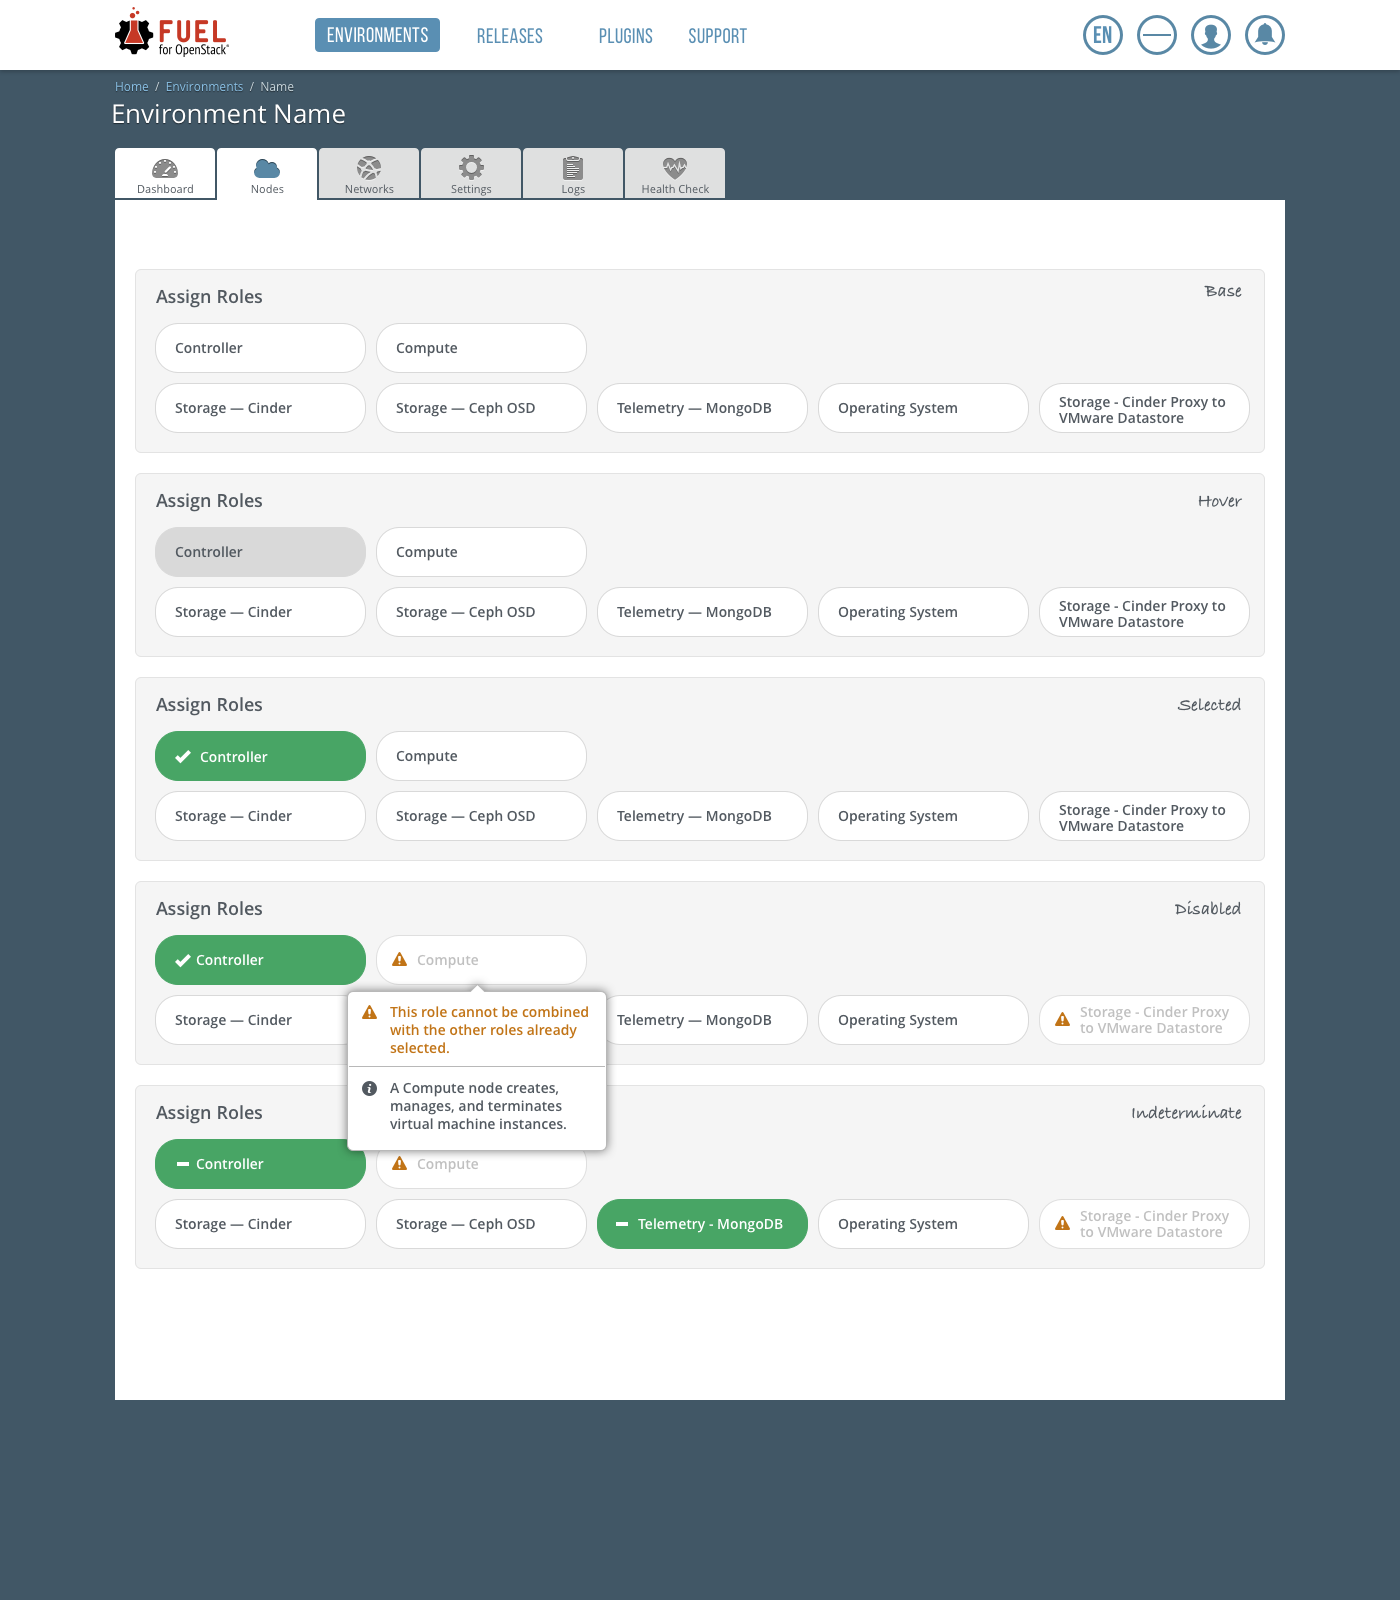 FUEL
for OpenStack
ENVIRONMENTS RELEASES PLUGINS SUPPORT
EN
Home / Environments / Name
Environment Name
Dashboard Nodes Networks Settings Logs Health Check
Assign Roles
Base
Controller Compute
Storage — Cinder Storage — Ceph OSD Telemetry — MongoDB Operating System Storage - Cinder Proxy to
VMware Datastore
Assign Roles
Hover
Controller Compute
Storage — Cinder Storage — Ceph OSD Telemetry — MongoDB Operating System Storage - Cinder Proxy to
VMware Datastore
Assign Roles
Selected
Controller Compute
Storage — Cinder Storage — Ceph OSD Telemetry — MongoDB Operating System Storage - Cinder Proxy to
VMware Datastore
Assign Roles
Disabled
Controller Compute
Storage — Cinder Telemetry — MongoDB Operating System Storage - Cinder Proxy
to VMware Datastore
This role cannot be combined
with the other roles already
selected.
A Compute node creates,
manages, and terminates
virtual machine instances.
Assign Roles
Indeterminate
Controller Compute
Storage — Cinder Storage — Ceph OSD Telemetry - MongoDB Operating System Storage - Cinder Proxy
to VMware Datastore